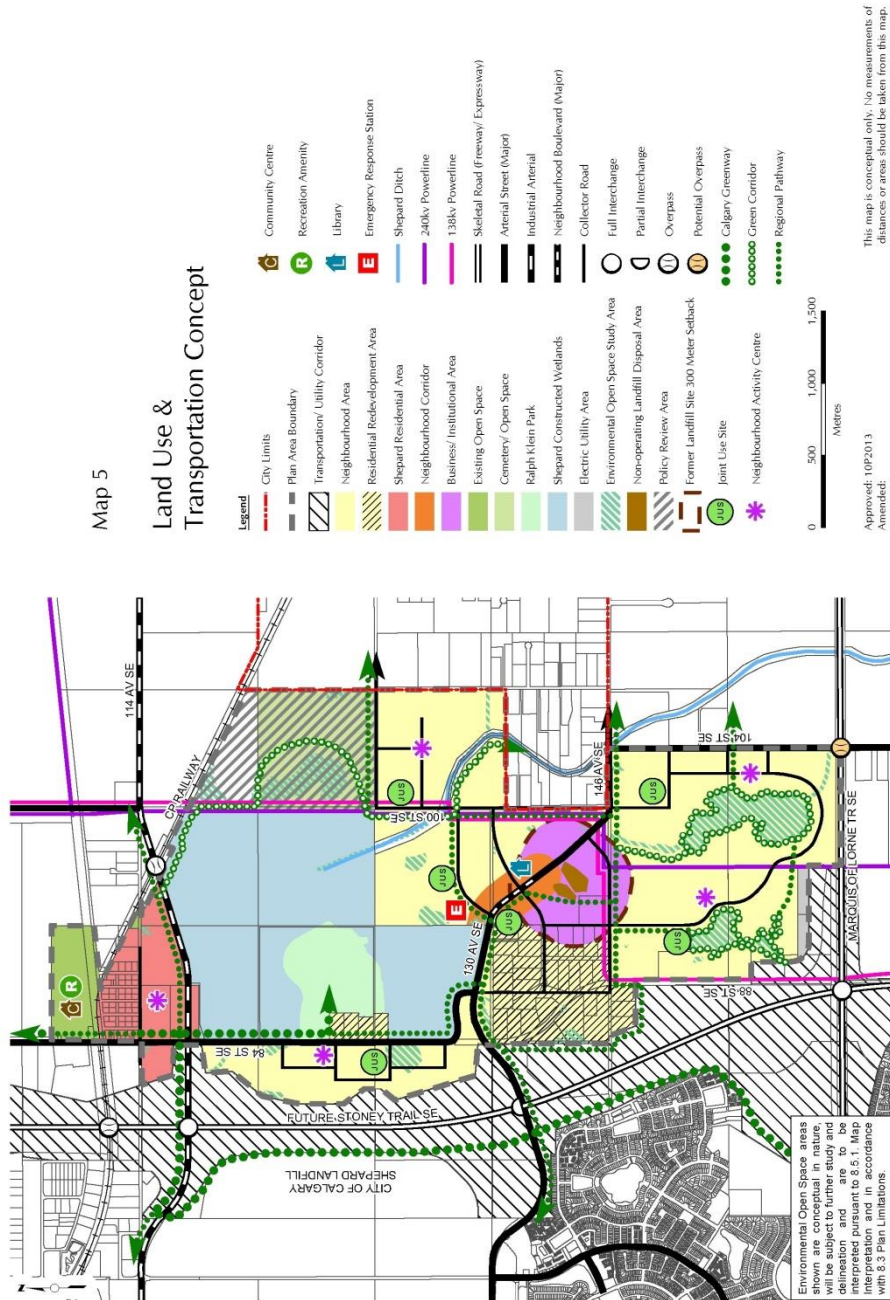 Map 5
Land Use &
Transportation Concept
Legend
City Limits
Plan Area Boundary
Transportation/ Utility Corridor
Neighbourhood Area
Residential Redevelopment Area
Shepard Residential Area
Neighborhood Corridor
Business/ Institutional Area
Existing Open Space
Cemetery/ Open Space
Ralph Klein Park
Shepard Constructed Wetlands
Electric Utility Area
Environmental Open Space Study Area
Non-operating Landfill Disposal Area
Policy Review Area
Former Landfill Site 300 Meter Setback
JUS
Joint Use Site
Neighbourhood Activity Centre
C
Community Centre
R
Recreation Amenity
L
Library
E
Emergency Response Station
Shepard Ditch
240kv Powerline
138kv Powerline
Skeletal Road (Freeway/ Expressway)
Arterial Street (Major)
Industrial Arterial
Neighbourhood Boulevard (Major)
Collector Road
Full Interchange
Partial Interchange
Overpass
Potential Overpass
Calgary Greenway
Green Corridor
Regional Pathway
0 500 1,000 1,500
Metres
Approved: 10P2013
Amended:
This map is conceptual only. No measurements of
distances or areas should be taken from this map.
114 AV SE
CP RAILWAY
C
R
84 ST SE
100 ST SE
JUS
JUS
E
L
130 AV SE
JUS
146 AV SE
JUS
104 ST SE
JUS
JUS
88 ST SE
FUTURE STONEY TRAIL SE
CITY OF CALGARY
SHEPARD LANDFILL
MARQUIS OF LORNE TR SE
N
Environmental Open Space areas
shown are conceptual in nature,
will be subject to further study and
delineation and are to be
interpreted pursuant to 8.5.1. Map
Interpretation and in accordance
with 8.3 Plan Limitations.